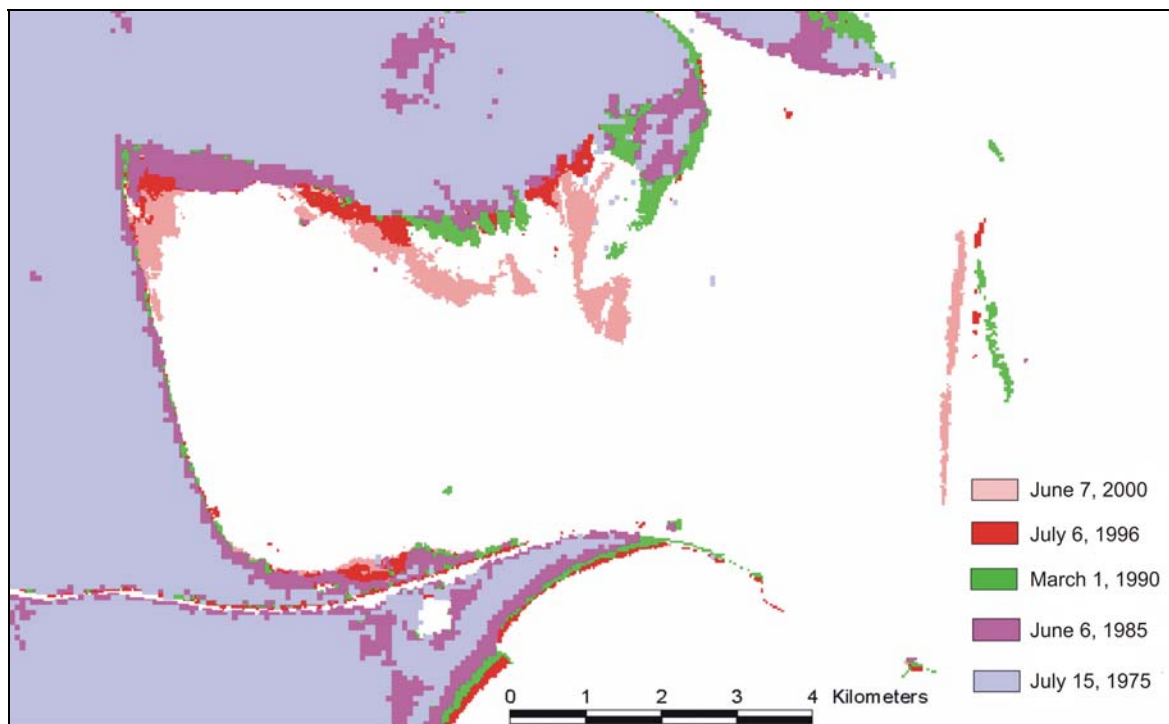 June 7, 2000
July 6, 1996
March 1, 1990
June 6, 1985
July 15, 1975
0 1 2 3 4 Kilometers